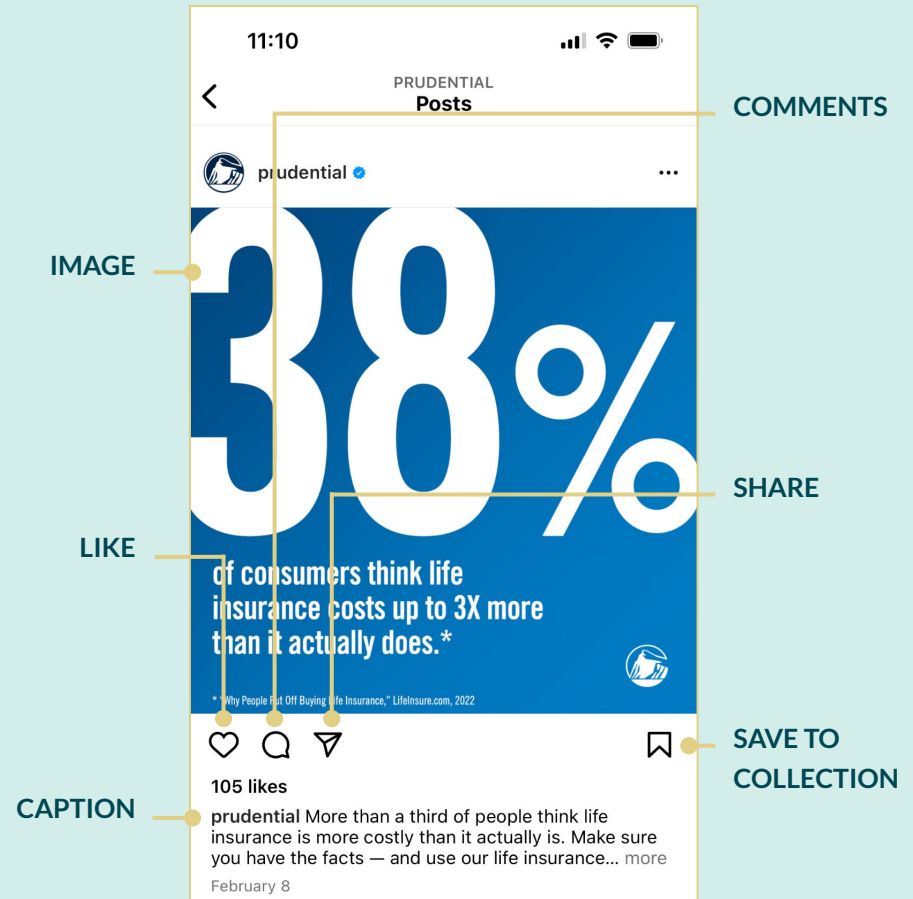 11:10
PRUDENTIAL
Posts
COMMENTS
prudential
IMAGE
38%
SHARE
LIKE
of consumers think life
insurance costs up to 3X more
than it actually does.*
* "Why People Put Off Buying Life Insurance," LifeInsure.com, 2022
SAVE TO
COLLECTION
105 likes
CAPTION
prudential More than a third of people think life
insurance is more costly than it actually is. Make sure
you have the facts — and use our life insurance... more
February 8